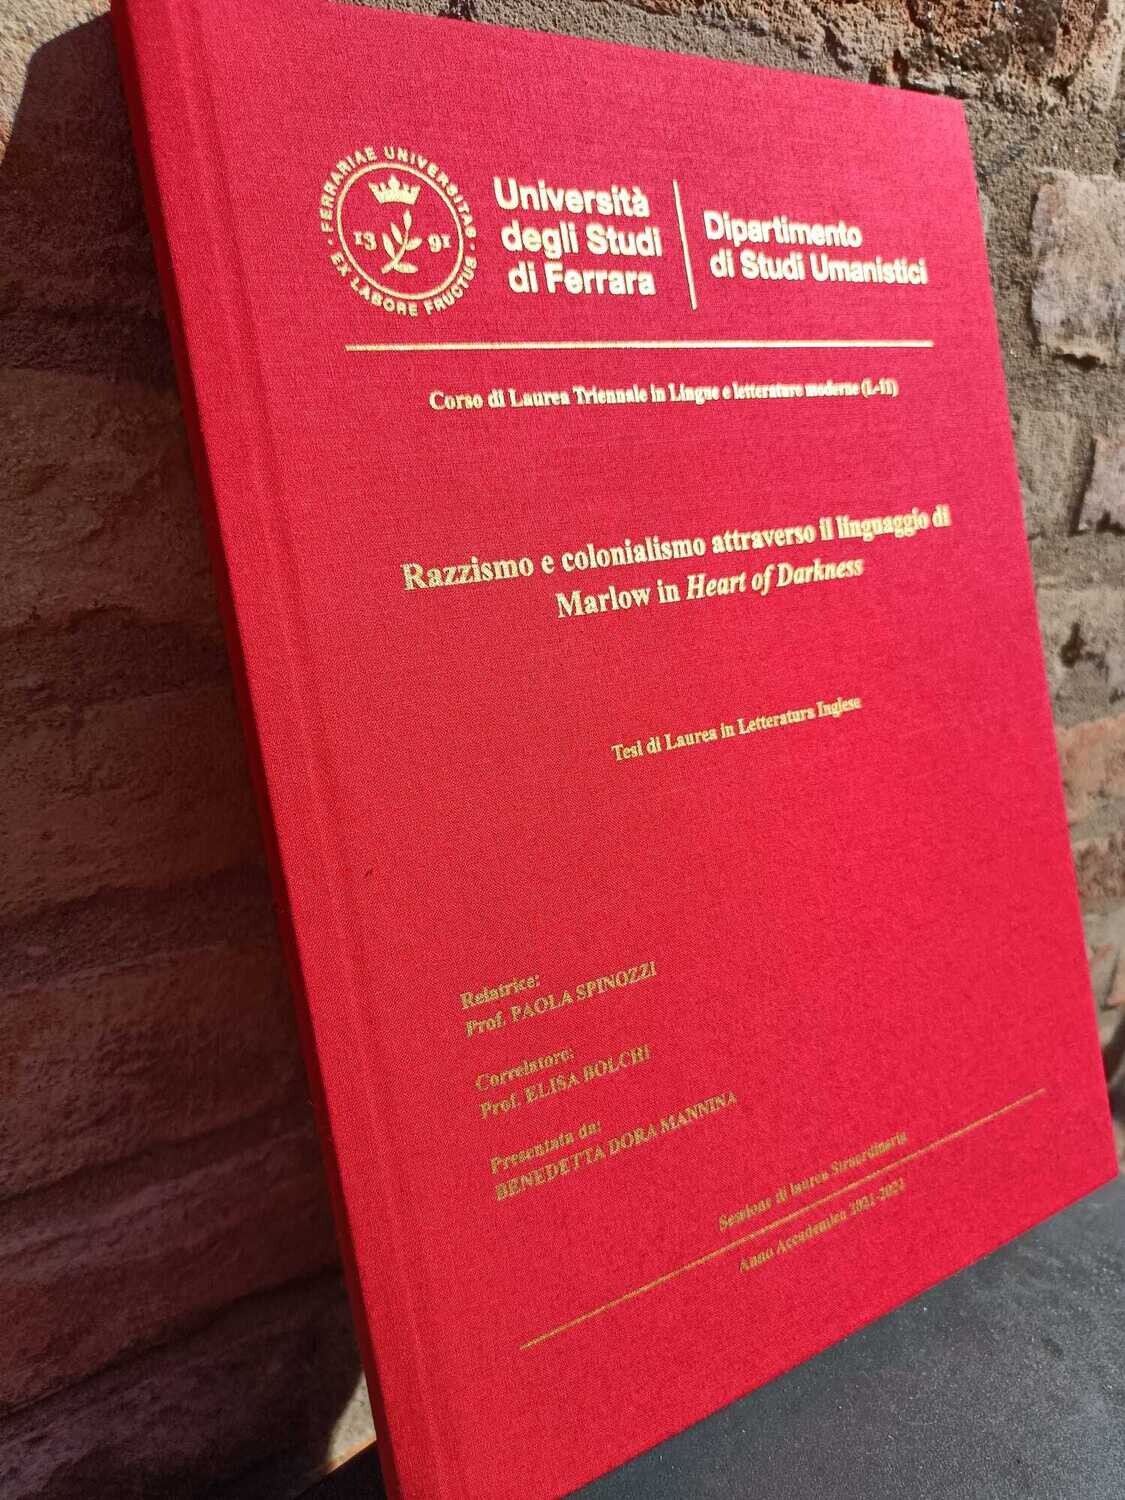 FERRARIAE UNIVERSITAS
1391
EX LABORE FRUCTUS
Università
degli Studi
di Ferrara
Dipartimento
di Studi Umanistici
Corso di Laurea Triennale in Lingue e letterature moderne (L-11)
Razzismo e colonialismo attraverso il linguaggio di
Marlow in Heart of Darkness
Tesi di Laurea in Letteratura Inglese
Relatrice:
Prof. PAOLA SPINOZZI
Correlatore:
Prof. ELISA BOLCHI
Presentata da:
BENEDETTA DORA MANNINA
Sessione di laurea Straordinaria
Anno Accademico 2021-2022